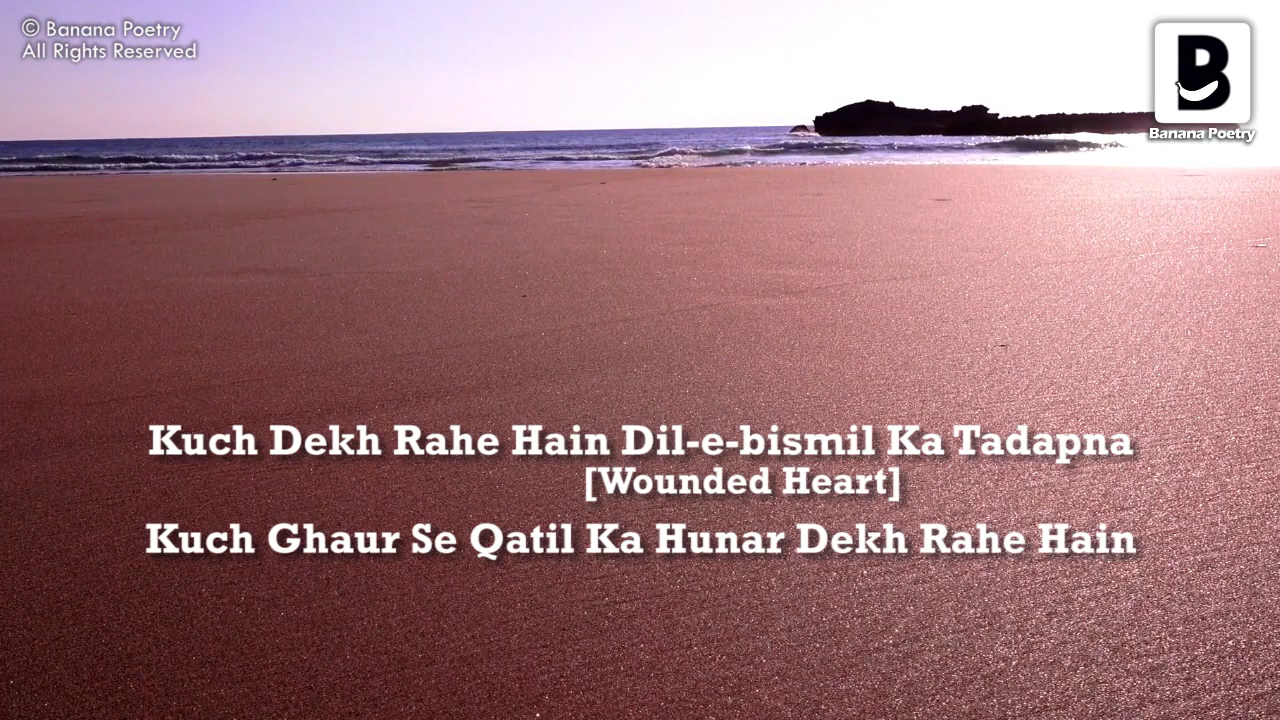 © Banana Poetry
All Rights Reserved
B
Banana Poetry
Kuch Dekh Rahe Hain Dil-e-bismil Ka Tadapna
[Wounded Heart]
Kuch Ghaur Se Qatil Ka Hunar Dekh Rahe Hain